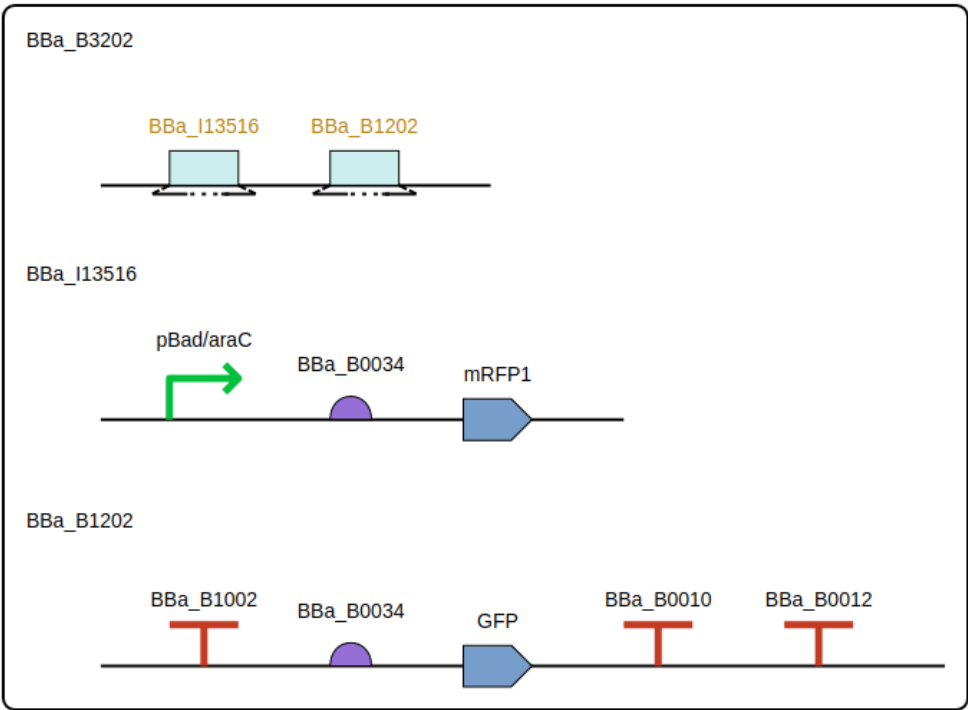 BBa_B3202
BBa_I13516 BBa_B1202
BBa_I13516
pBad/araC
BBa_B0034
mRFP1
BBa_B1202
BBa_B1002 BBa_B0034 GFP BBa_B0010 BBa_B0012